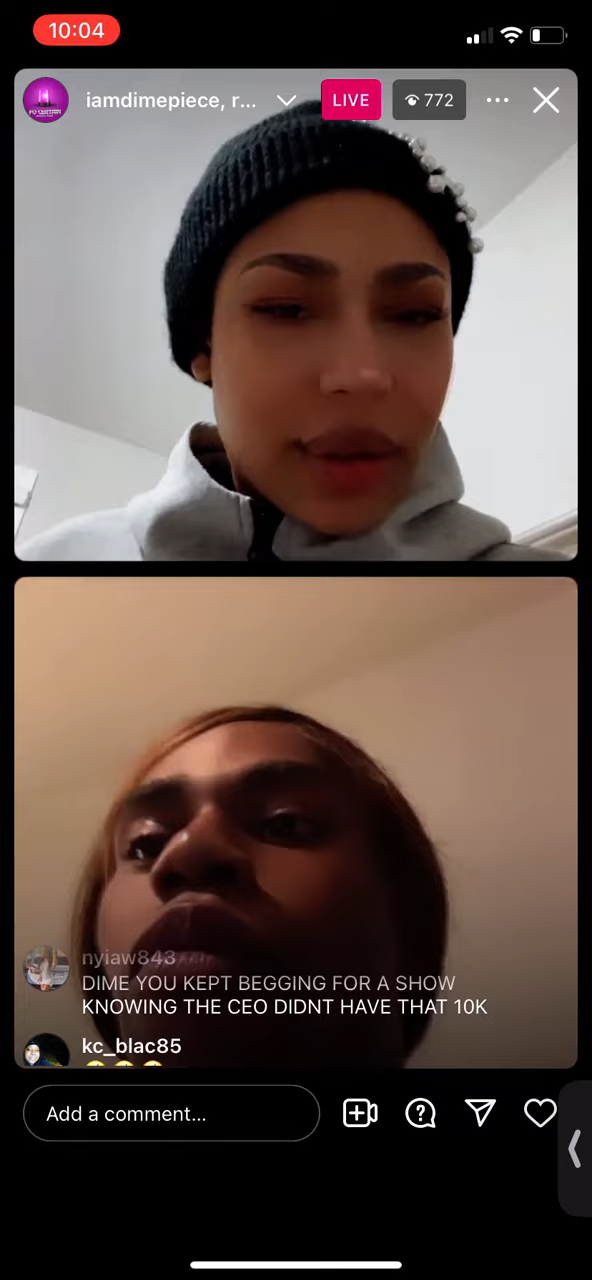 10:04
iamdimepiece, r...
LIVE
772
nyiaw843
DIME YOU KEPT BEGGING FOR A SHOW
KNOWING THE CEO DIDNT HAVE THAT 10K
kc_blac85
Add a comment...